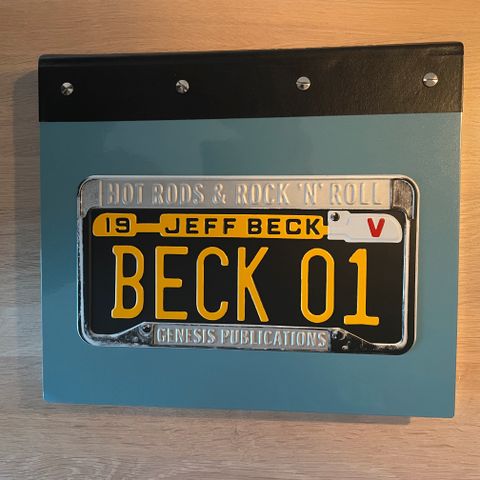 HOT RODS & ROCK 'N' ROLL
19 JEFF BECK V
BECK 01
GENESIS PUBLICATIONS